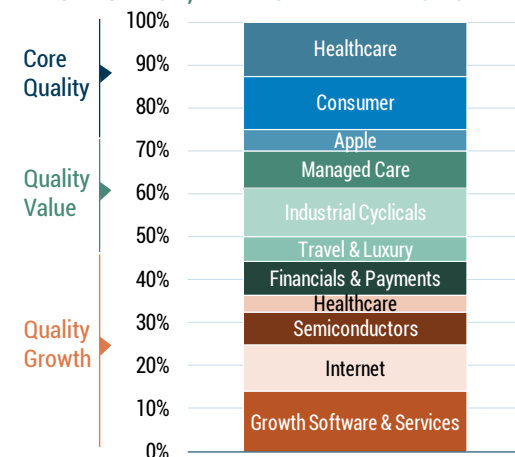 100%
90%
80%
70%
60%
50%
40%
30%
20%
10%
0%
Core
Quality
Quality
Value
Quality
Growth
Healthcare
Consumer
Apple
Managed Care
Industrial Cyclicals
Travel & Luxury
Financials & Payments
Healthcare
Semiconductors
Internet
Growth Software & Services